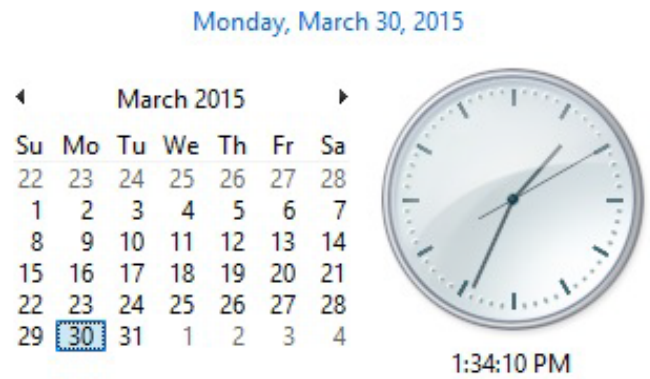 Monday, March 30, 2015
March 2015
Su Mo Tu We Th Fr Sa
22 23 24 25 26 27 28
1 2 3 4 5 6 7
8 9 10 11 12 13 14
15 16 17 18 19 20 21
22 23 24 25 26 27 28
29 30 31 1 2 3 4
1:34:10 PM